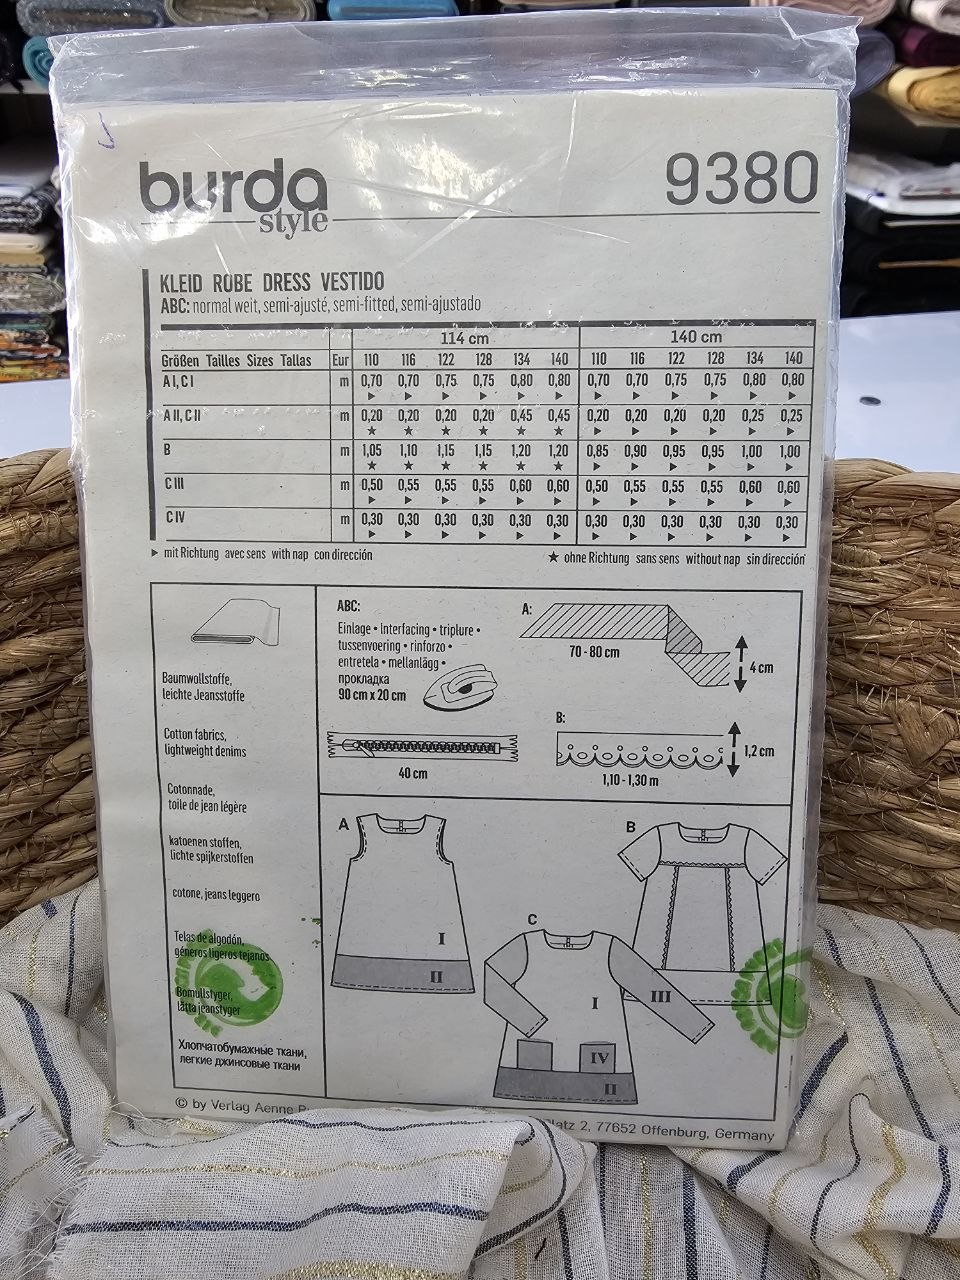 burda
style
9380
KLEID ROBE DRESS VESTIDO
ABC: normal weit, semi-ajusté, semi-fitted, semi-ajustado
114 cm 140 cm
Größen Tailles Sizes Tallas Eur 110 116 122 128 134 140 110 116 122 128 134 140
A I, C I m 0,70 0,70 0,75 0,75 0,80 0,80 0,70 0,70 0,75 0,75 0,80 0,80
► ► ► ► ► ► ► ► ► ► ► ►
A II, C II m 0,20 0,20 0,20 0,20 0,45 0,45 0,20 0,20 0,20 0,20 0,25 0,25
★ ★ ★ ★ ★ ★ ► ► ► ► ► ►
B m 1,05 1,10 1,15 1,15 1,20 1,20 0,85 0,90 0,95 0,95 1,00 1,00
★ ★ ★ ★ ★ ★ ► ► ► ► ► ►
C III m 0,50 0,55 0,55 0,55 0,60 0,60 0,50 0,55 0,55 0,55 0,60 0,60
► ► ► ► ► ► ► ► ► ► ► ►
C IV m 0,30 0,30 0,30 0,30 0,30 0,30 0,30 0,30 0,30 0,30 0,30 0,30
► ► ► ► ► ► ► ► ► ► ► ►
► mit Richtung avec sens with nap con dirección ★ ohne Richtung sans sens without nap sin dirección
Baumwollstoffe,
leichte Jeansstoffe
Cotton fabrics,
lightweight denims
Cotonnade,
toile de jean légère
katoenen stoffen,
lichte spijkerstoffen
cotone, jeans leggero
Telas de algodón,
géneros ligeros tejanos
Bomullstyger,
lätta jeanstyger
Хлопчатобумажные ткани,
легкие джинсовые ткани
ABC:
Einlage • Interfacing • triplure •
tussenvoering • rinforzo •
entretela • mellanlägg •
прокладка
90 cm x 20 cm
40 cm
A:
70 - 80 cm
4 cm
B:
1,2 cm
1,10 - 1,30 m
A
I
II
B
C
I
III
IV
II
© by Verlag Aenne
Platz 2, 77652 Offenburg, Germany